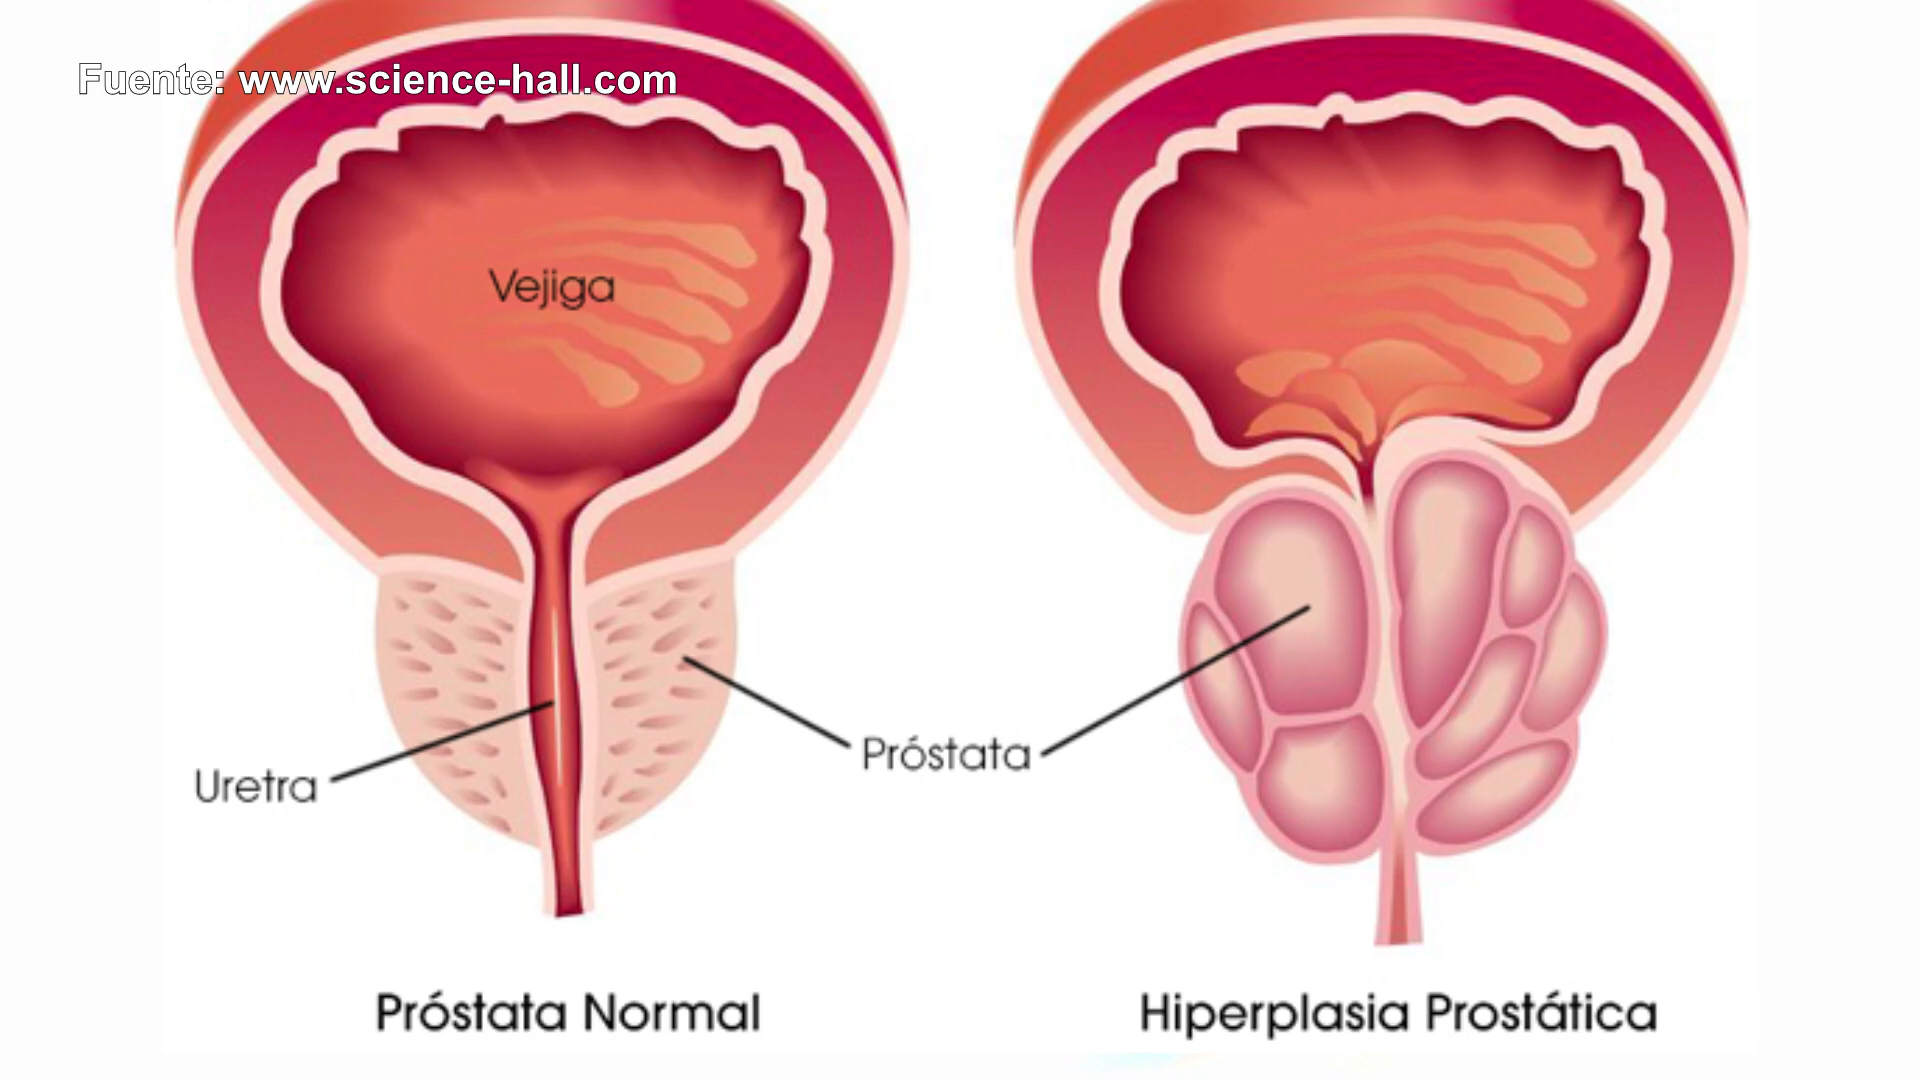 Fuente: www.science-hall.com
Vejiga
Próstata
Uretra
Próstata Normal
Hiperplasia Prostática